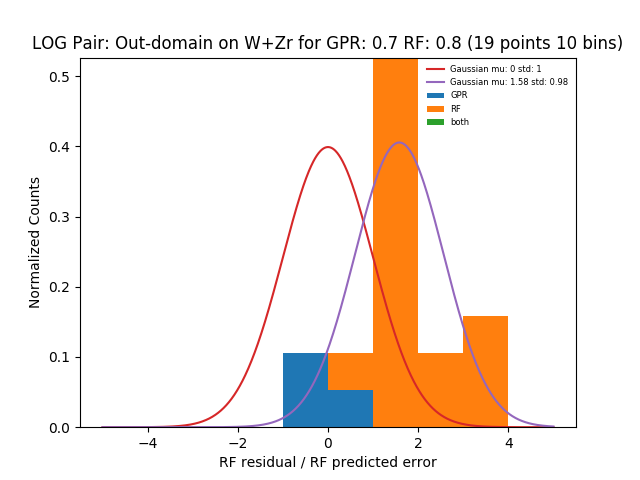 LOG Pair: Out-domain on W+Zr for GPR: 0.7 RF: 0.8 (19 points 10 bins)
Gaussian mu: 0 std: 1
Gaussian mu: 1.58 std: 0.98
GPR
RF
both
0.5
0.4
0.3
0.2
0.1
0.0
Normalized Counts
−4
−2
0
2
4
RF residual / RF predicted error